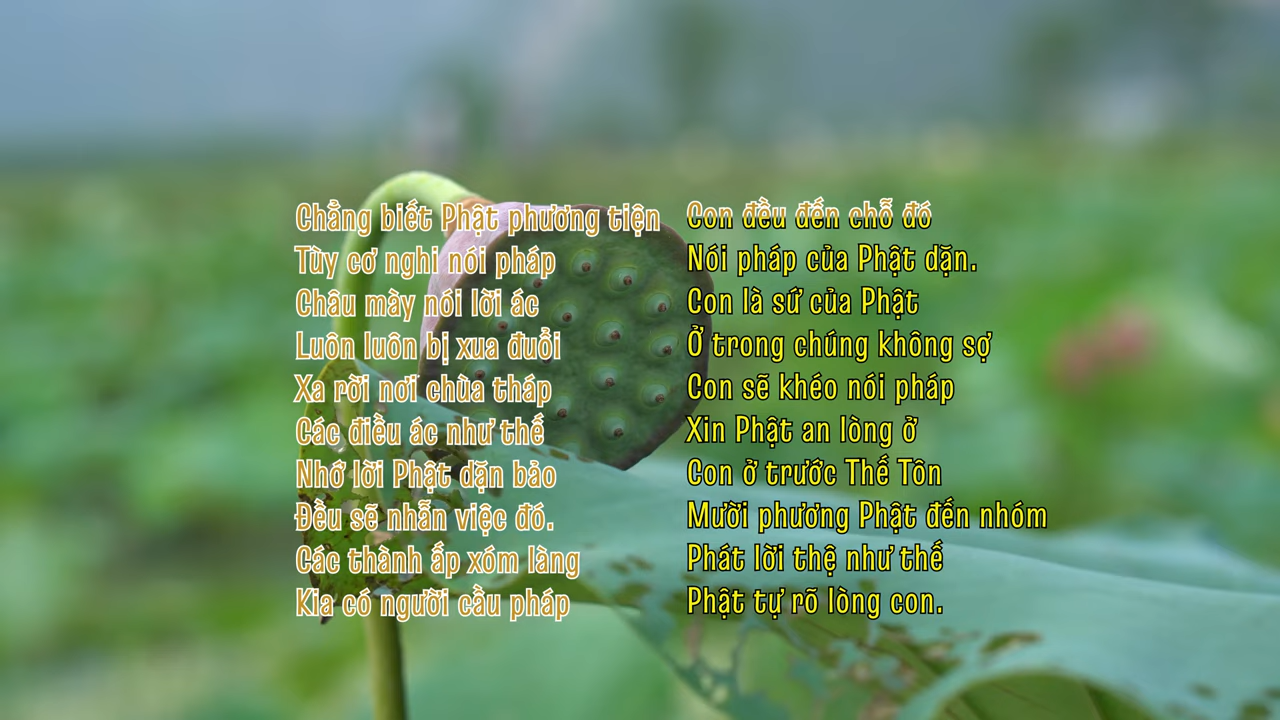 Chẳng biết Phật phương tiện
Tùy cơ nghi nói pháp
Châu mày nói lời ác
Luôn luôn bị xua đuổi
Xa rời nơi chùa tháp
Các điều ác như thế
Nhớ lời Phật dặn bảo
Đều sẽ nhẫn việc đó.
Các thành ấp xóm làng
Kia có người cầu pháp
Con đều đến chỗ đó
Nói pháp của Phật dặn.
Con là sứ của Phật
Ở trong chúng không sợ
Con sẽ khéo nói pháp
Xin Phật an lòng ở
Con ở trước Thế Tôn
Mười phương Phật đến nhóm
Phát lời thệ như thế
Phật tự rõ lòng con.